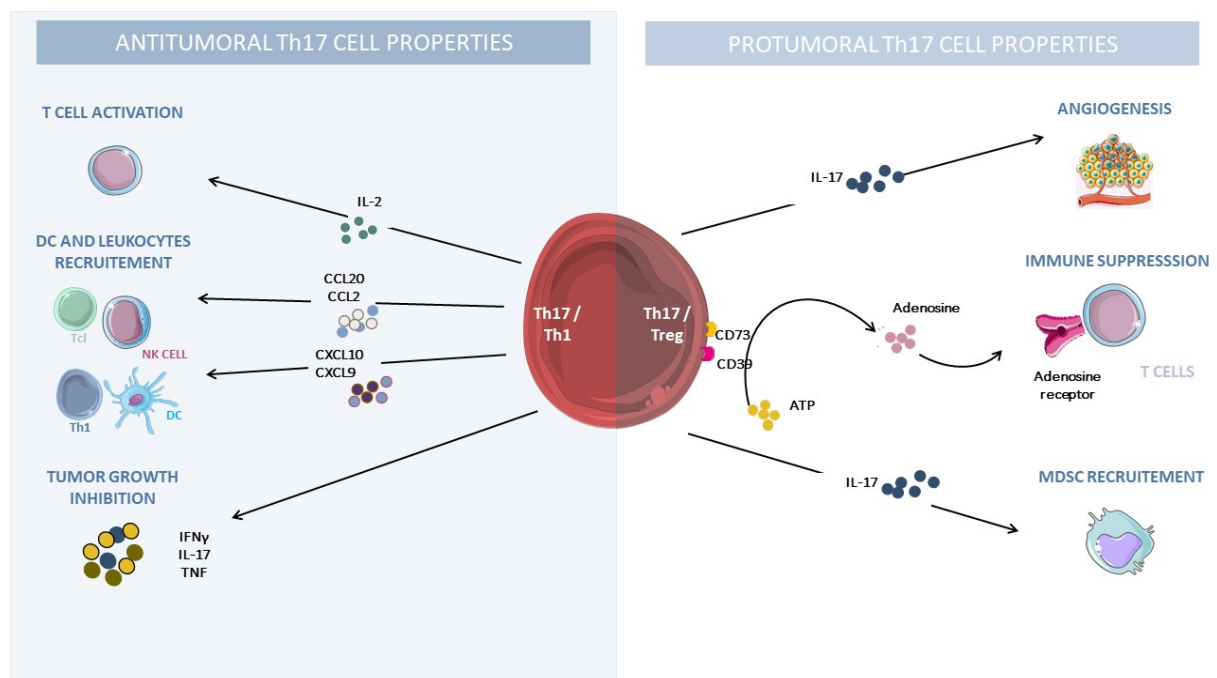 ANTITUMORAL Th17 CELL PROPERTIES
T CELL ACTIVATION
IL-2
DC AND LEUKOCYTES
RECRUITEMENT
CCL20
CCL2
Tcl
NK CELL
CXCL10
CXCL9
Th1
DC
TUMOR GROWTH
INHIBITION
IFNγ
IL-17
TNF
Th17 /
Th1
Th17 /
Treg
PROTUMORAL Th17 CELL PROPERTIES
ANGIOGENESIS
IL-17
IMMUNE SUPPRESSSION
Adenosine
CD73
CD39
ATP
Adenosine
receptor
T CELLS
MDSC RECRUITEMENT
IL-17